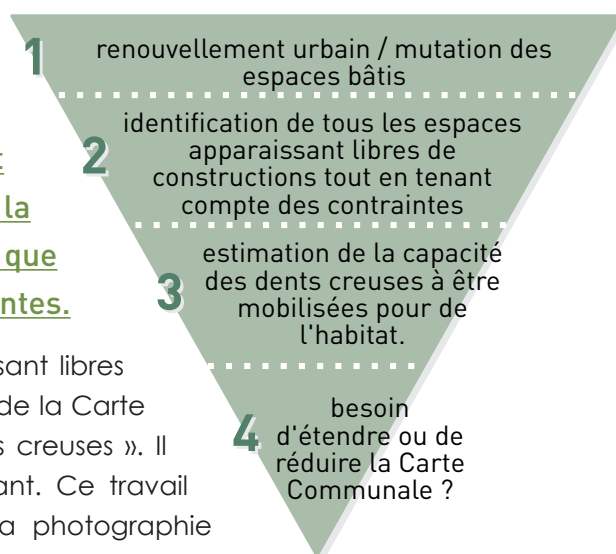 1
renouvellement urbain / mutation des
espaces bâtis
2
identification de tous les espaces
apparaissant libres de
constructions tout en tenant
compte des contraintes
3
estimation de la capacité
des dents creuses à être
mobilisées pour de
l'habitat.
4
besoin
d'étendre ou de
réduire la Carte
Communale ?
la
que
ntes.
sant libres
de la Carte
s creuses ». Il
ant. Ce travail
a photographie